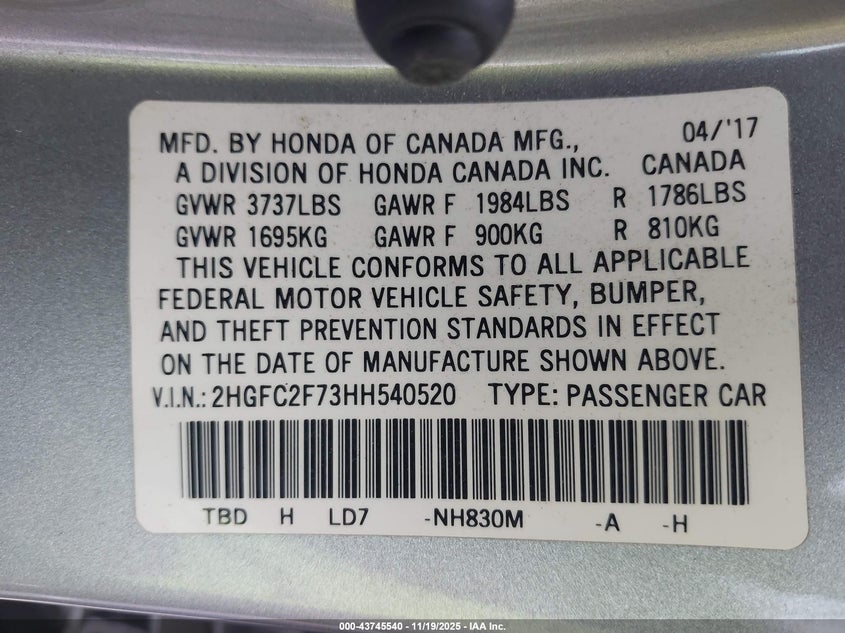 MFD. BY HONDA OF CANADA MFG., 04/'17
A DIVISION OF HONDA CANADA INC. CANADA
GVWR 3737LBS GAWR F 1984LBS R 1786LBS
GVWR 1695KG GAWR F 900KG R 810KG
THIS VEHICLE CONFORMS TO ALL APPLICABLE
FEDERAL MOTOR VEHICLE SAFETY, BUMPER,
AND THEFT PREVENTION STANDARDS IN EFFECT
ON THE DATE OF MANUFACTURE SHOWN ABOVE.
V.I.N.: 2HGFC2F73HH540520 TYPE: PASSENGER CAR
TBD H LD7 -NH830M -A -H
000-43745540 - 11/19/2025 - IAA Inc.